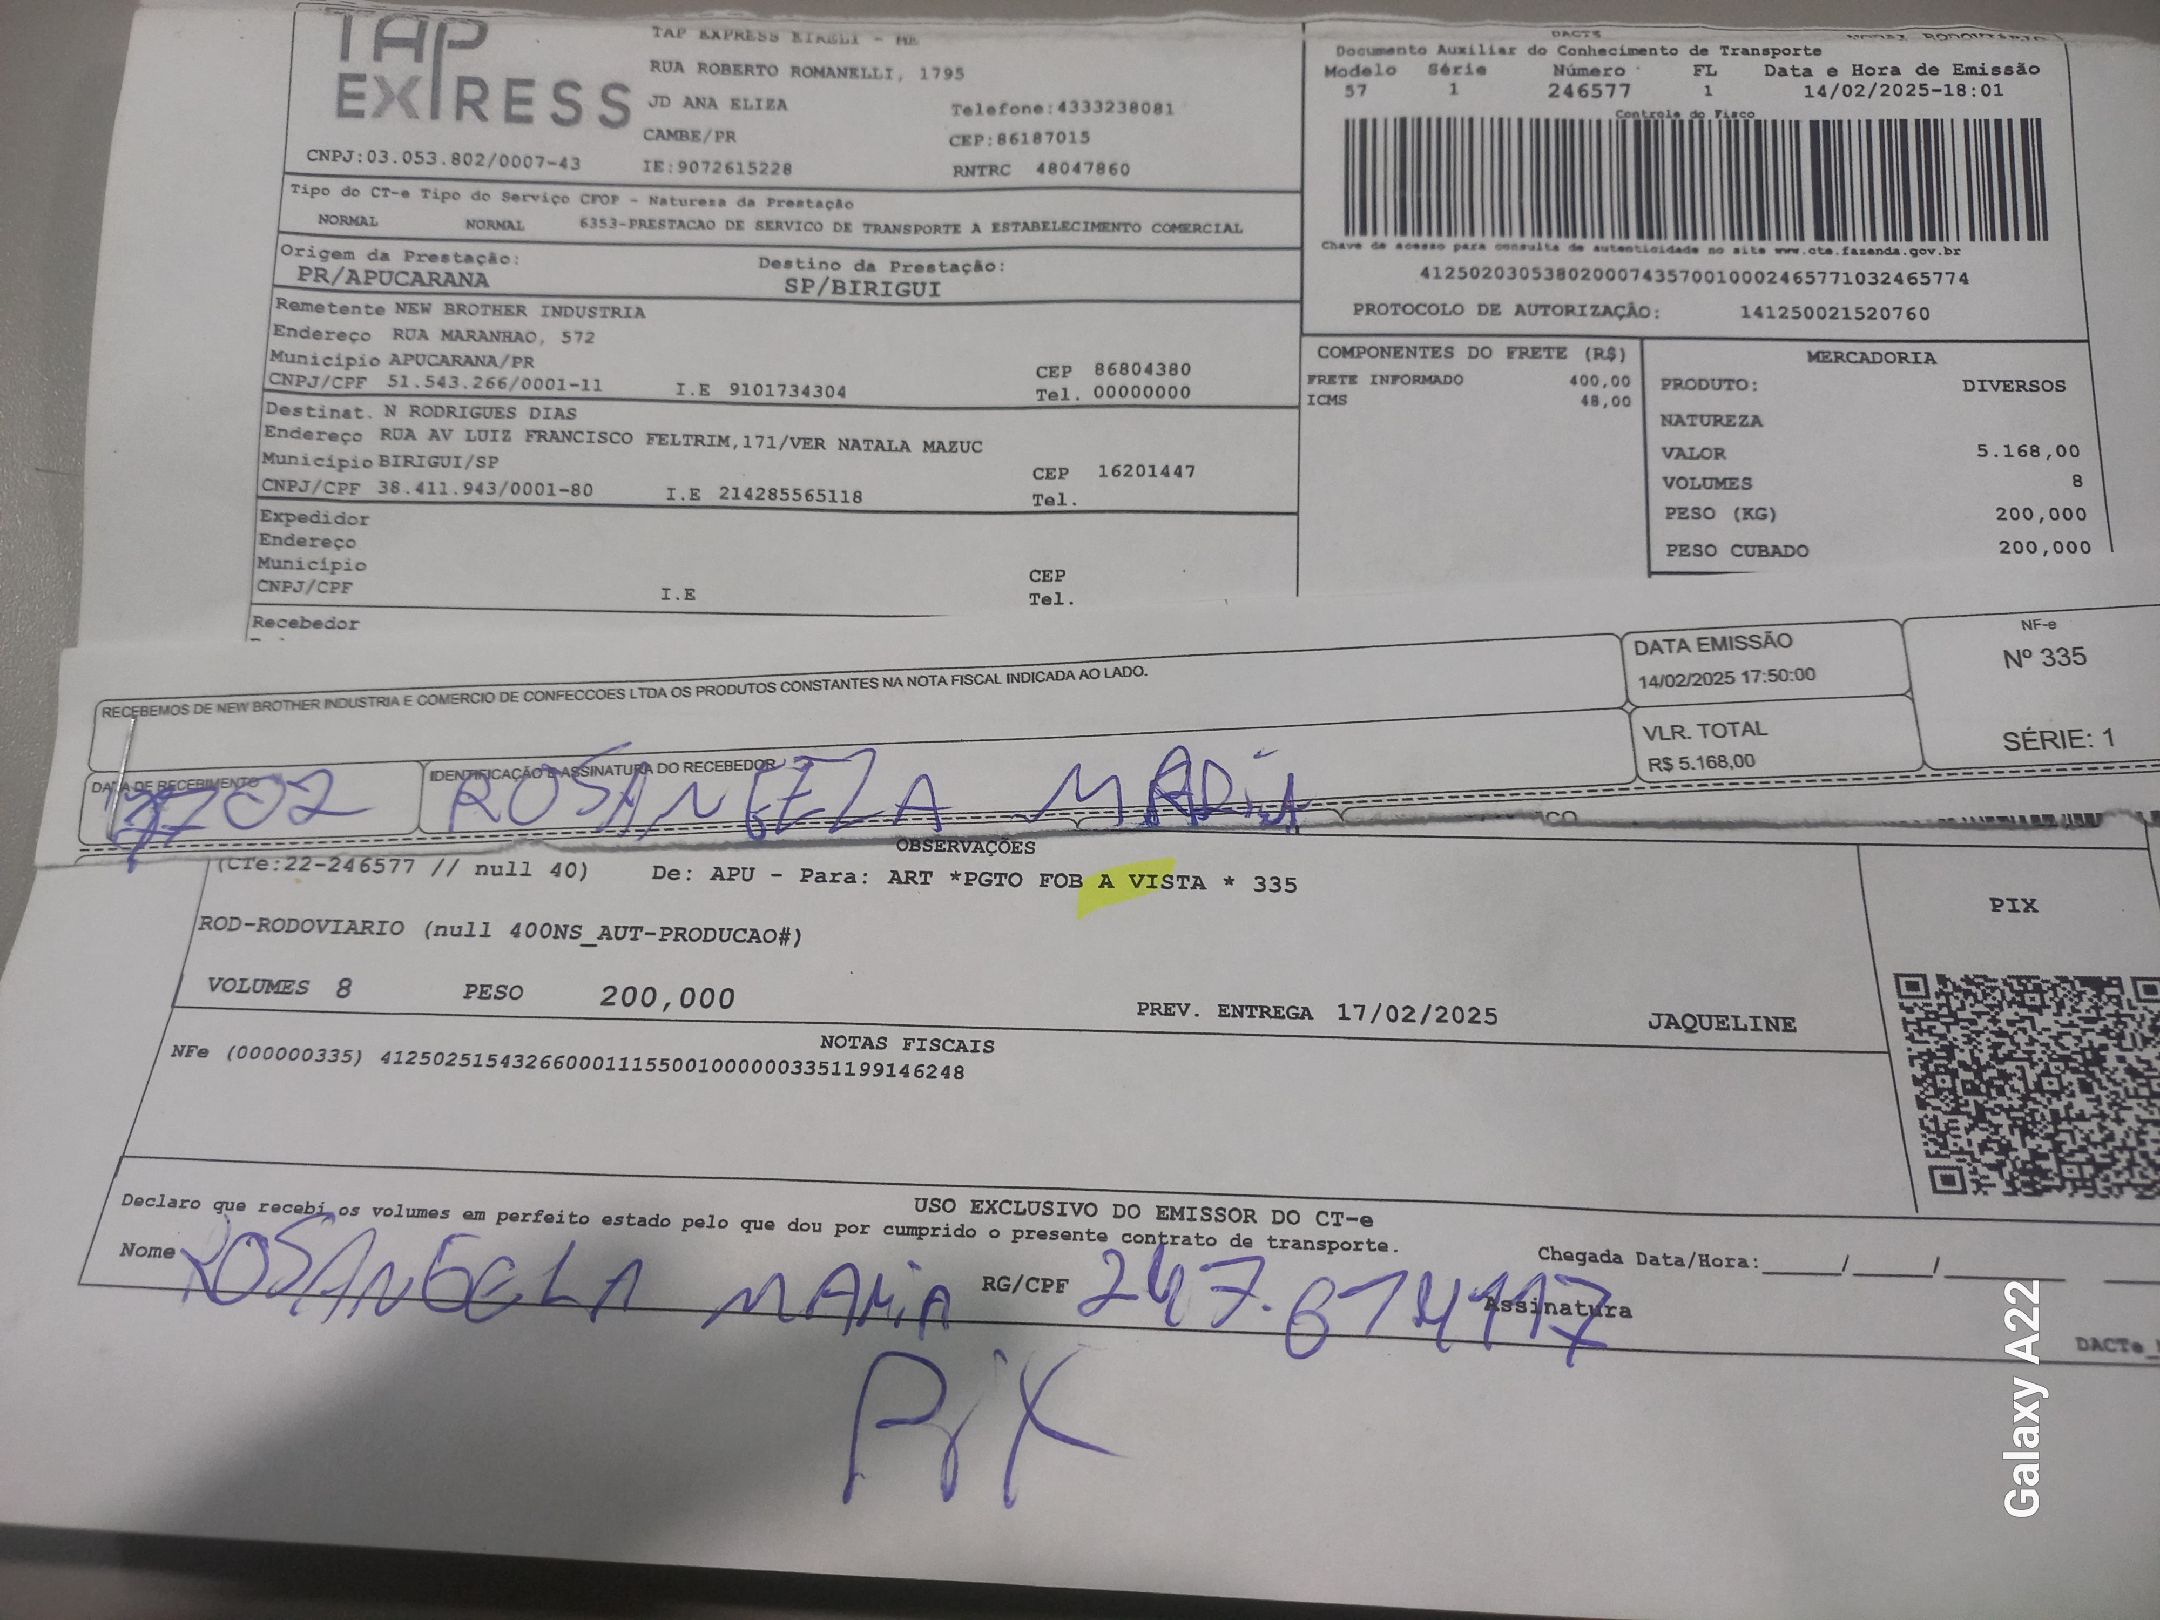 TAP EXPRESS
TAP EXPRESS EIRELI - ME
RUA ROBERTO ROMANELLI, 1795
JD ANA ELIZA Telefone:4333238081
CAMBE/PR CEP:86187015
CNPJ:03.053.802/0007-43 IE:9072615228 RNTRC 48047860
Tipo do CT-e Tipo do Serviço CFOP - Natureza da Prestação
NORMAL NORMAL 6353-PRESTACAO DE SERVICO DE TRANSPORTE A ESTABELECIMENTO COMERCIAL
Origem da Prestação: Destino da Prestação:
PR/APUCARANA SP/BIRIGUI
Remetente NEW BROTHER INDUSTRIA
Endereço RUA MARANHAO, 572
Município APUCARANA/PR CEP 86804380
CNPJ/CPF 51.543.266/0001-11 I.E 9101734304 Tel. 00000000
Destinat. N RODRIGUES DIAS
Endereço RUA AV LUIZ FRANCISCO FELTRIM,171/VER NATALA MAZUC
Município BIRIGUI/SP CEP 16201447
CNPJ/CPF 38.411.943/0001-80 I.E 214285565118 Tel.
Expedidor
Endereço
Município CEP
CNPJ/CPF I.E Tel.
Recebedor
DACTE
Documento Auxiliar do Conhecimento de Transporte
Modelo Série Número FL Data e Hora de Emissão
57 1 246577 1 14/02/2025-18:01
Controle do Fisco
Chave de acesso para consulta de autenticidade no site www.cte.fazenda.gov.br
41250203053802000743570010002465771032465774
PROTOCOLO DE AUTORIZAÇÃO: 141250021520760
COMPONENTES DO FRETE (R$)
FRETE INFORMADO 400,00
ICMS 48,00
MERCADORIA
PRODUTO: DIVERSOS
NATUREZA
VALOR 5.168,00
VOLUMES 8
PESO (KG) 200,000
PESO CUBADO 200,000
RECEBEMOS DE NEW BROTHER INDUSTRIA E COMERCIO DE CONFECCOES LTDA OS PRODUTOS CONSTANTES NA NOTA FISCAL INDICADA AO LADO.
DATA EMISSÃO
14/02/2025 17:50:00
VLR. TOTAL
R$ 5.168,00
NF-e
Nº 335
SÉRIE: 1
DATA DE RECEBIMENTO IDENTIFICAÇÃO E ASSINATURA DO RECEBEDOR
ROSANGELA MARIA
OBSERVAÇÕES
(CTe:22-246577 // null 40) De: APU - Para: ART *PGTO FOB A VISTA * 335
ROD-RODOVIARIO (null 400NS_AUT-PRODUCAO#)
VOLUMES 8 PESO 200,000 PREV. ENTREGA 17/02/2025 JAQUELINE
PIX
NOTAS FISCAIS
NFe (000000335) 41250251543266000111550010000003351199146248
USO EXCLUSIVO DO EMISSOR DO CT-e
Declaro que recebi os volumes em perfeito estado pelo que dou por cumprido o presente contrato de transporte.
Chegada Data/Hora:_____/_____/_______
Nome ROSANGELA MARIA RG/CPF Assinatura
DACTe_
PIX
Galaxy A22